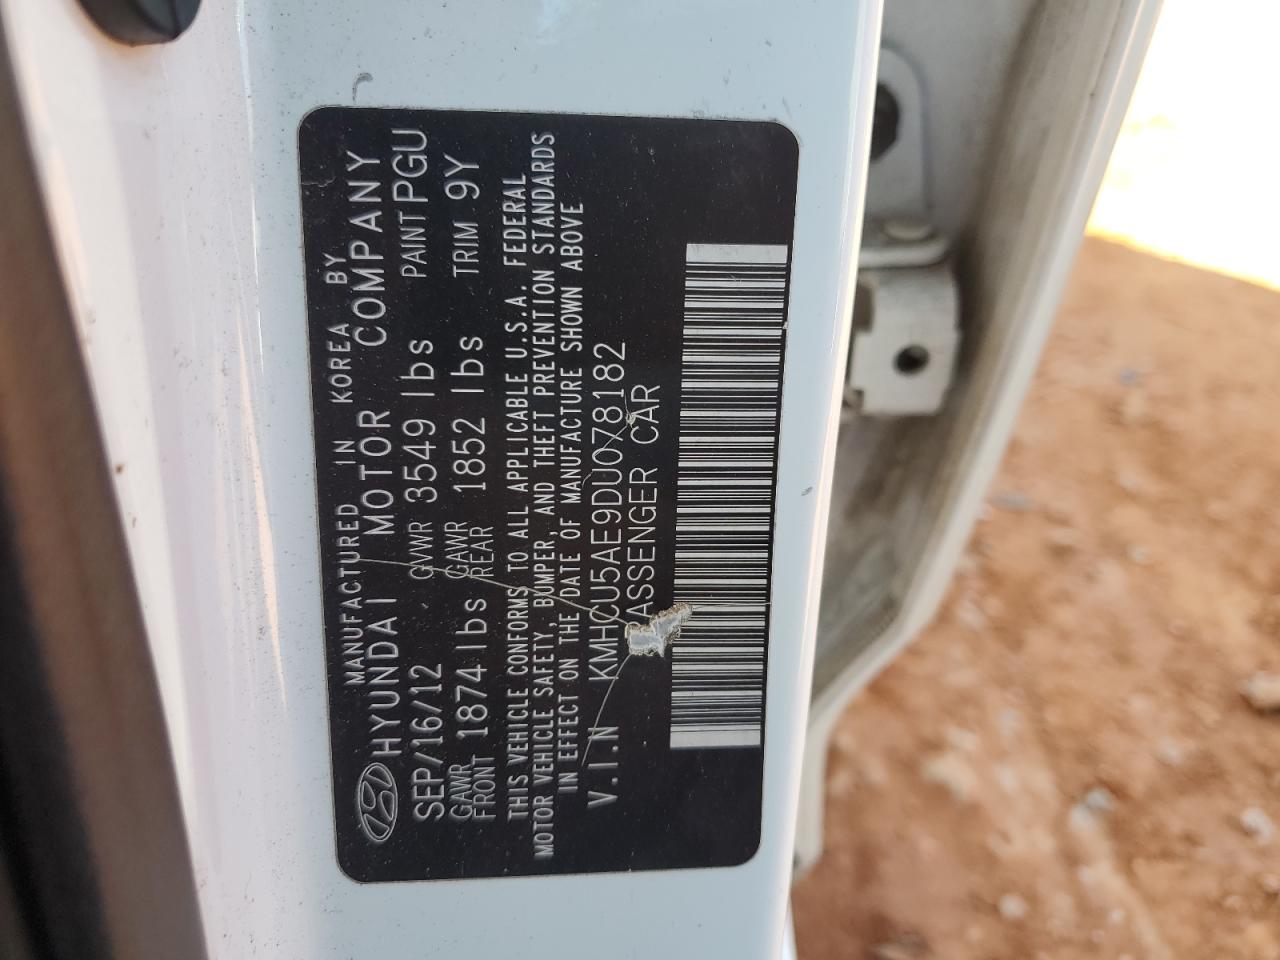 MANUFACTURED IN KOREA BY
HYUNDAI MOTOR COMPANY
SEP/16/12 GVWR 3549 lbs PAINT PGU
GAWR FRONT 1874 lbs GAWR REAR 1852 lbs TRIM 9Y
THIS VEHICLE CONFORMS TO ALL APPLICABLE U.S.A. FEDERAL
MOTOR VEHICLE SAFETY, BUMPER, AND THEFT PREVENTION STANDARDS
IN EFFECT ON THE DATE OF MANUFACTURE SHOWN ABOVE
V.I.N KMHCU5AE9DU078182
PASSENGER CAR